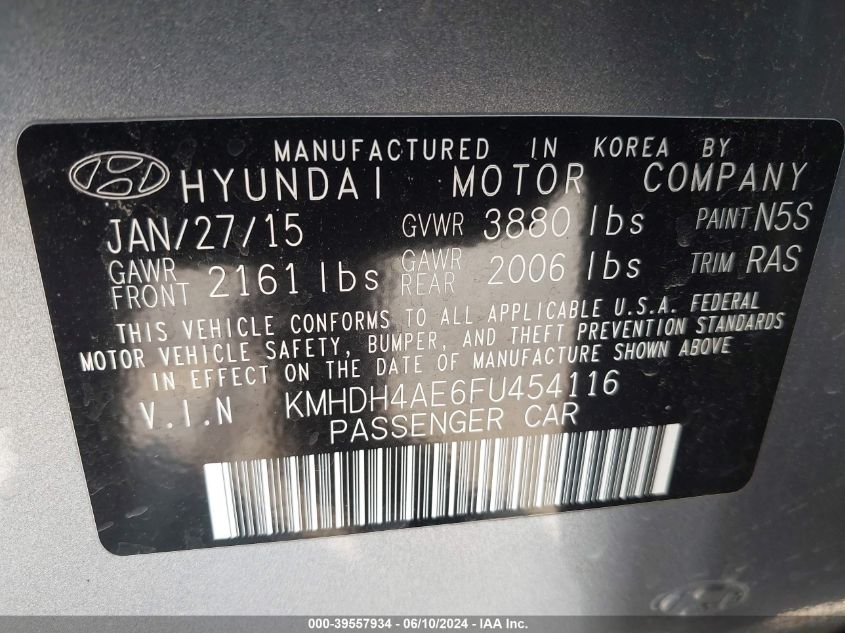 MANUFACTURED IN KOREA BY
HYUNDAI MOTOR COMPANY
JAN/27/15 GVWR 3880 lbs PAINT N5S
GAWR FRONT 2161 lbs GAWR REAR 2006 lbs TRIM RAS
THIS VEHICLE CONFORMS TO ALL APPLICABLE U.S.A. FEDERAL
MOTOR VEHICLE SAFETY, BUMPER, AND THEFT PREVENTION STANDARDS
IN EFFECT ON THE DATE OF MANUFACTURE SHOWN ABOVE
V.I.N KMHDH4AE6FU454116
PASSENGER CAR
000-39557934 - 06/10/2024 - IAA Inc.